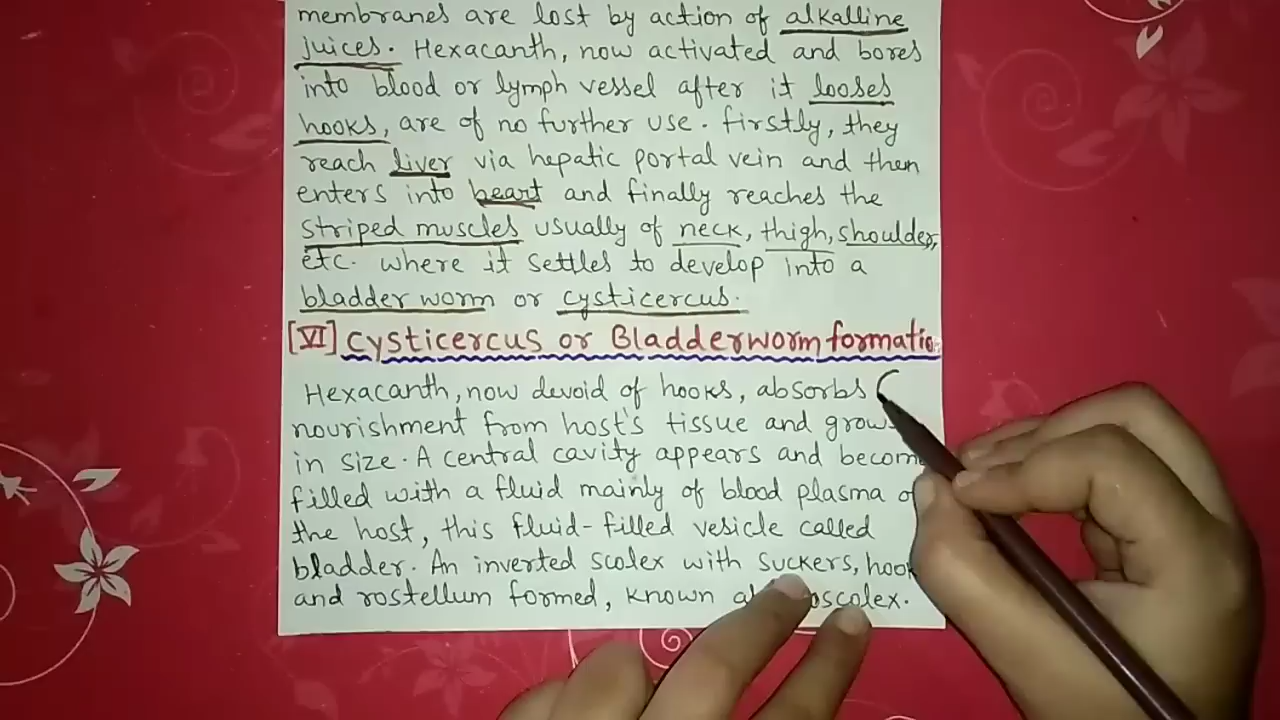 membranes are lost by action of alkalline
juices. Hexacanth, now activated and bores
into blood or lymph vessel after it looses
hooks, are of no further use. firstly, they
reach liver via hepatic portal vein and then
enters into heart and finally reaches the
striped muscles usually of neck, thigh, shoulder,
etc. where it settles to develop into a
bladder worm or cysticercus.
[VI] Cysticercus or Bladderworm formatio
Hexacanth, now devoid of hooks, absorbs
nourishment from host's tissue and grow
in size. A central cavity appears and becom
filled with a fluid mainly of blood plasma of
the host, this fluid-filled vesicle called
bladder. An inverted scolex with suckers, hook
and rostellum formed, known